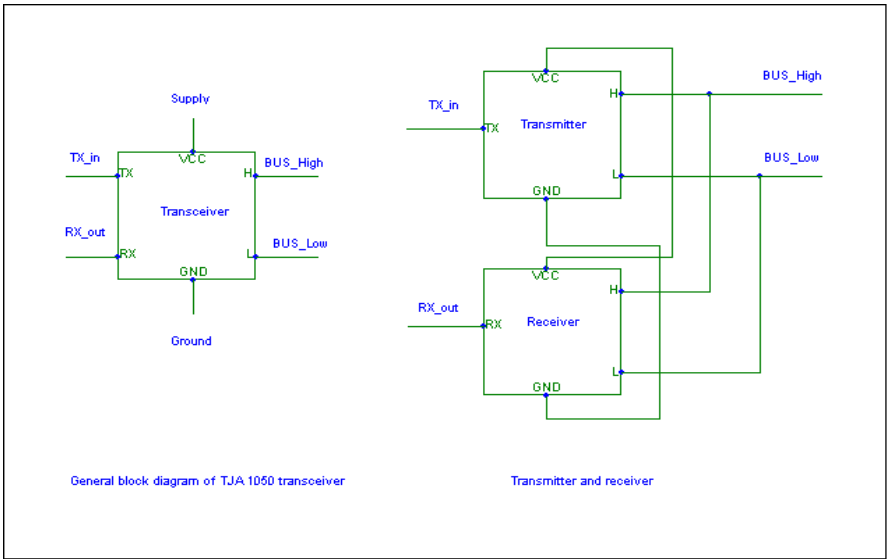 Supply
TX_in
VCC
BUS_High
TX
H
Transceiver
RX_out
BUS_Low
RX
L
GND
Ground
General block diagram of TJA 1050 transceiver
VCC
BUS_High
TX_in
H
TX
Transmitter
BUS_Low
L
GND
VCC
H
RX_out
RX
Receiver
L
GND
Transmitter and receiver